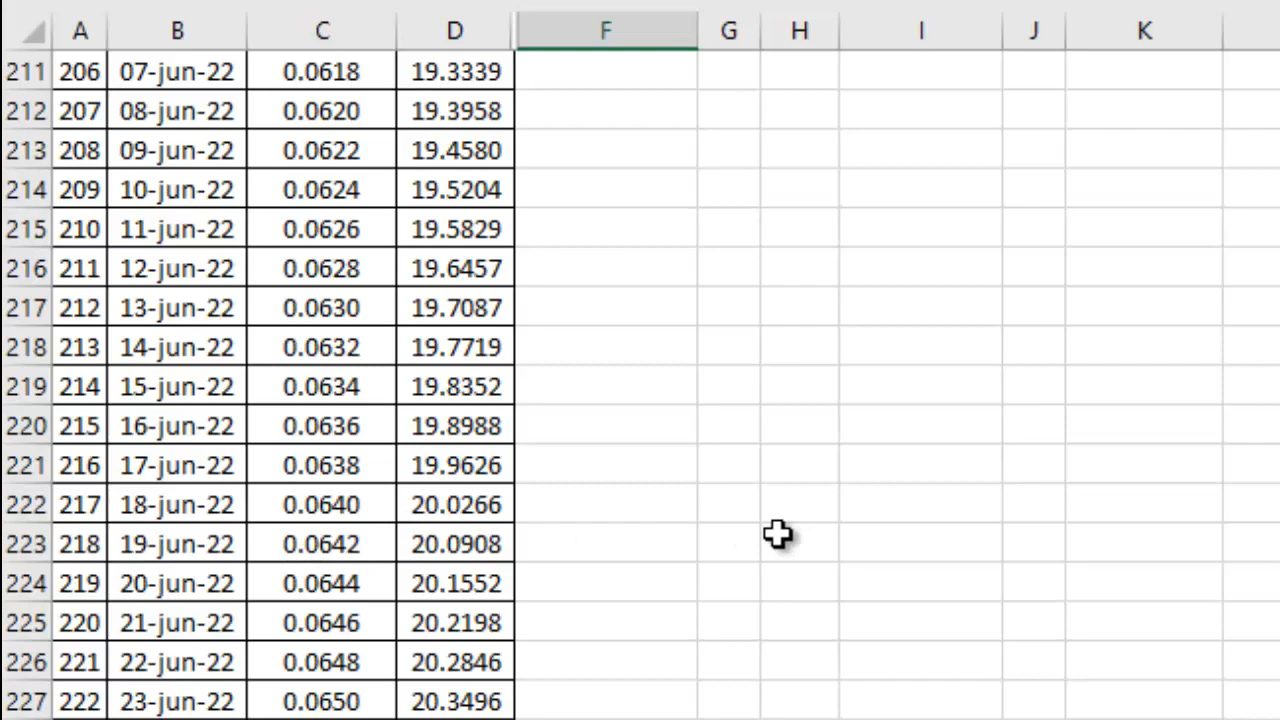 A B C D F G H I J K
211 206 07-jun-22 0.0618 19.3339
212 207 08-jun-22 0.0620 19.3958
213 208 09-jun-22 0.0622 19.4580
214 209 10-jun-22 0.0624 19.5204
215 210 11-jun-22 0.0626 19.5829
216 211 12-jun-22 0.0628 19.6457
217 212 13-jun-22 0.0630 19.7087
218 213 14-jun-22 0.0632 19.7719
219 214 15-jun-22 0.0634 19.8352
220 215 16-jun-22 0.0636 19.8988
221 216 17-jun-22 0.0638 19.9626
222 217 18-jun-22 0.0640 20.0266
223 218 19-jun-22 0.0642 20.0908
224 219 20-jun-22 0.0644 20.1552
225 220 21-jun-22 0.0646 20.2198
226 221 22-jun-22 0.0648 20.2846
227 222 23-jun-22 0.0650 20.3496